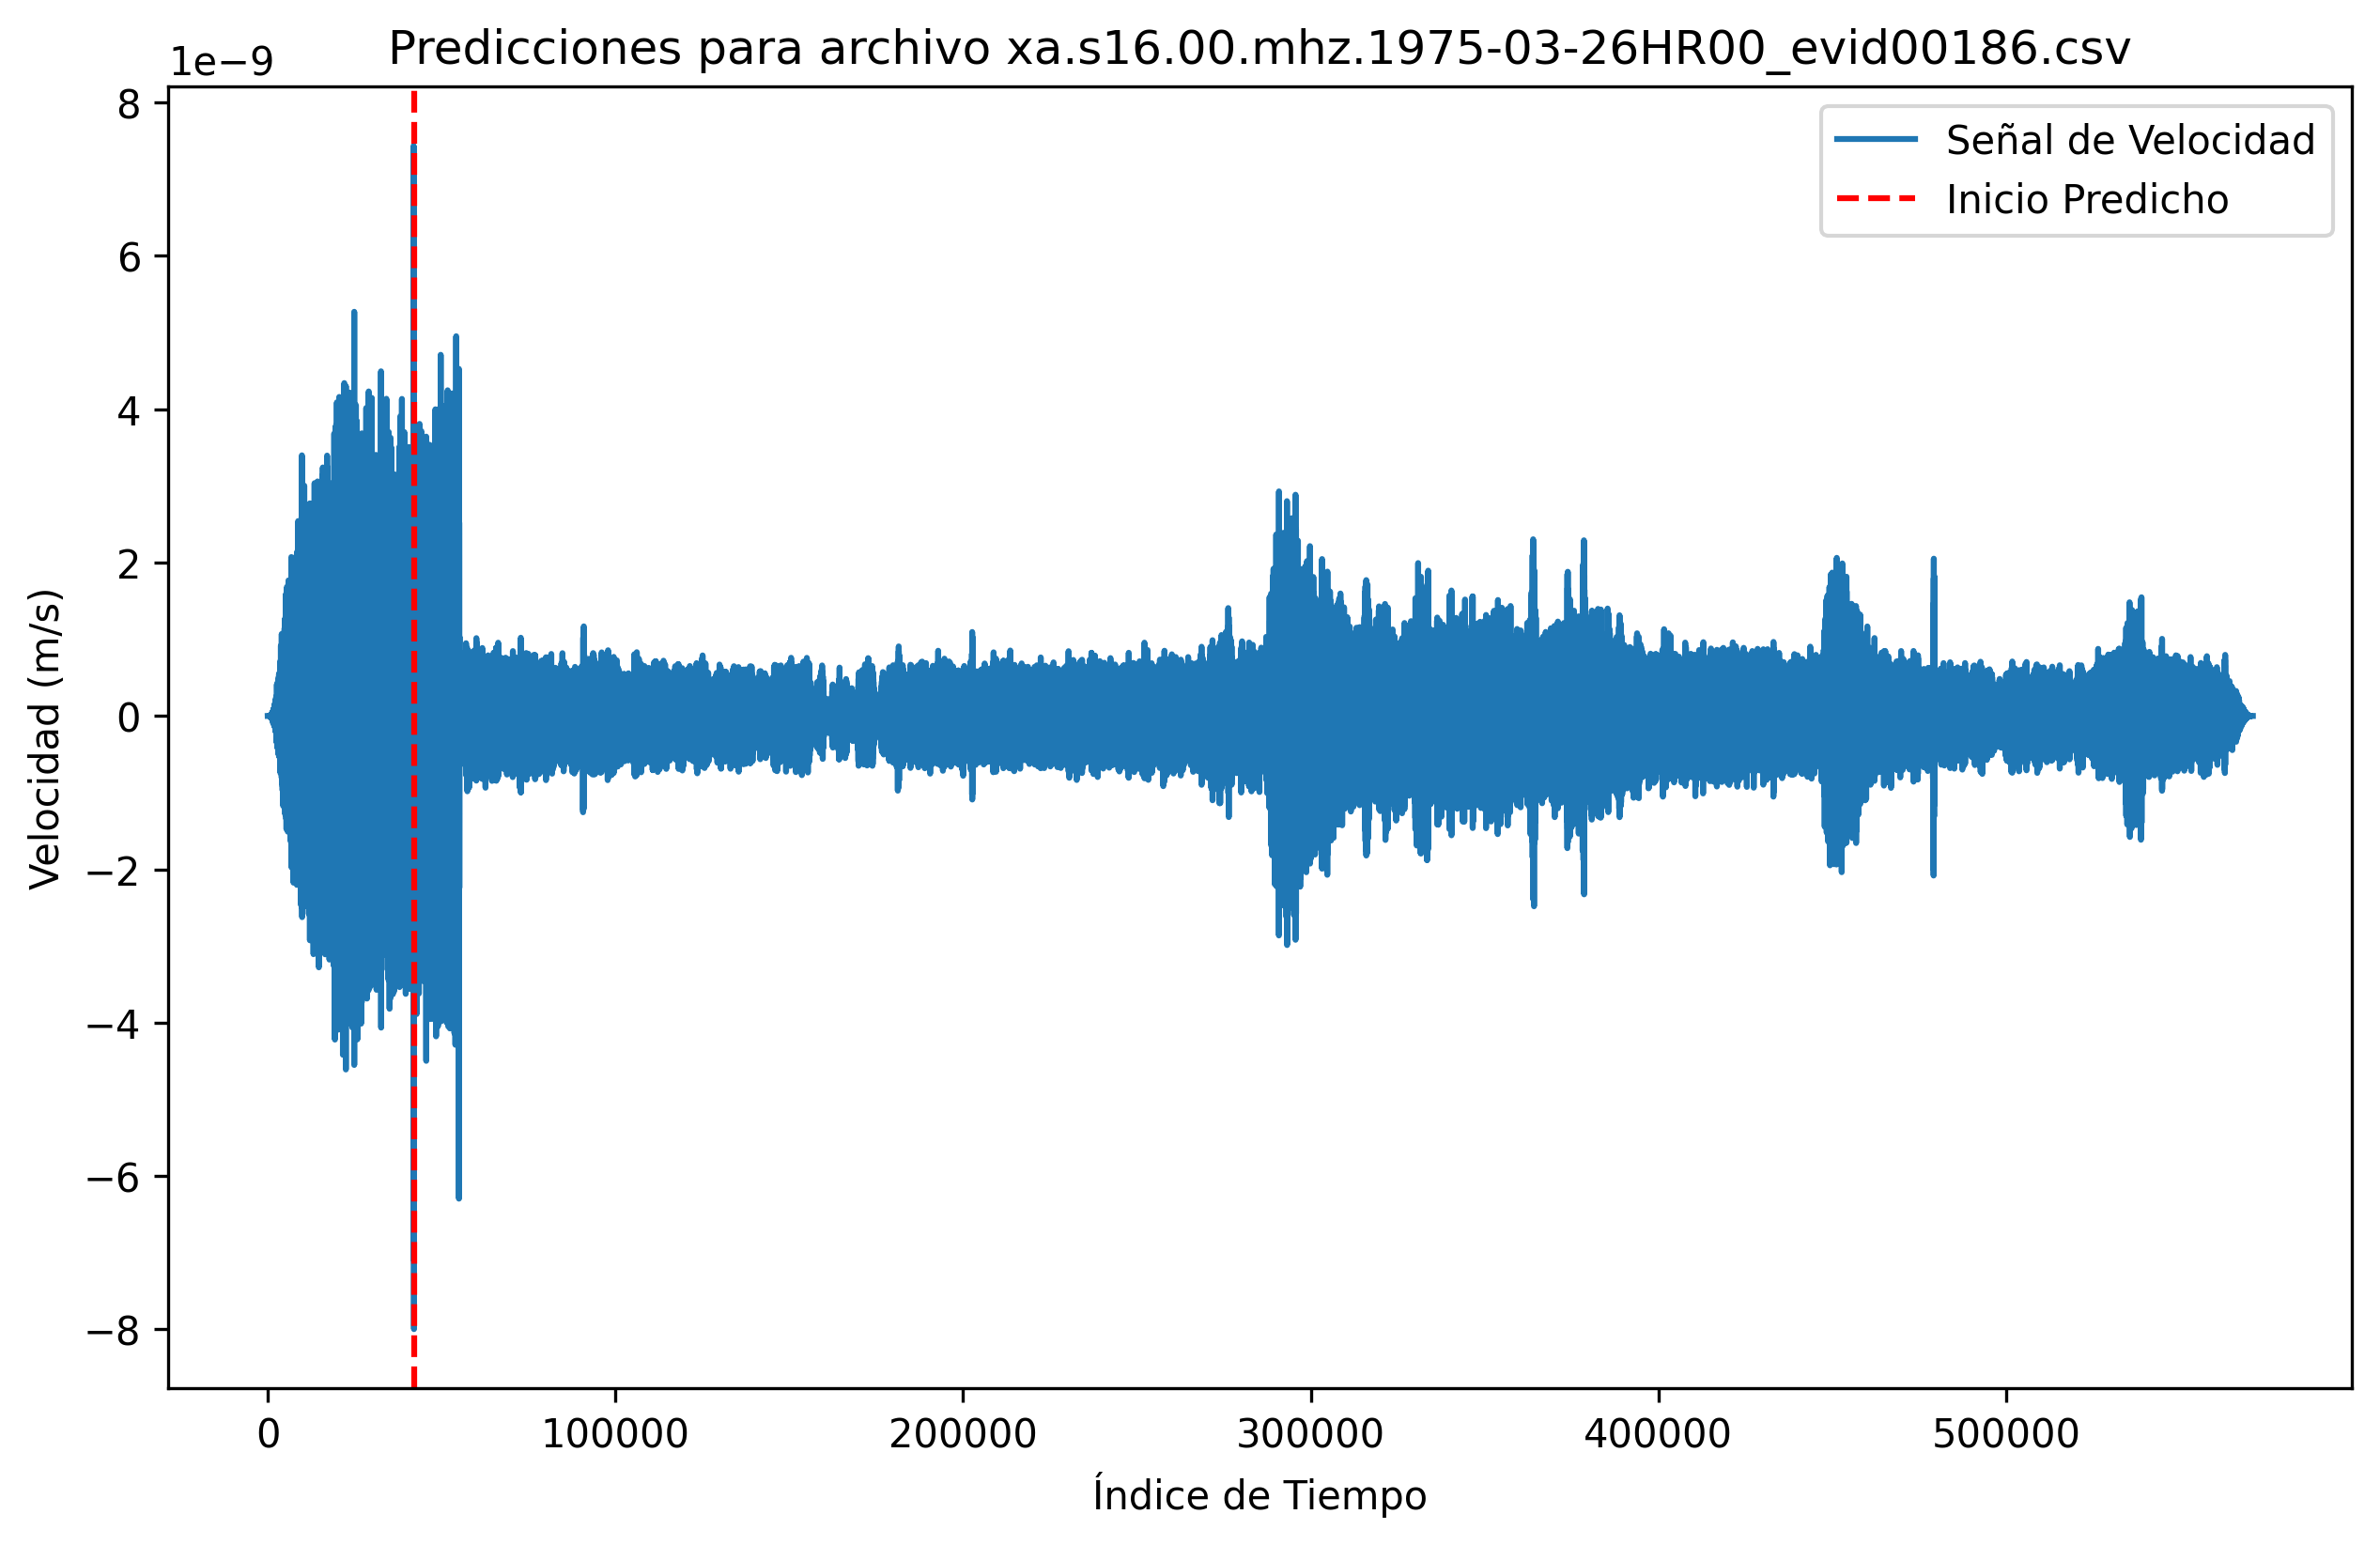 Predicciones para archivo xa.s16.00.mhz.1975-03-26HR00_evid00186.csv
1e−9
8
6
4
2
0
−2
−4
−6
−8
Velocidad (m/s)
Señal de Velocidad
Inicio Predicho
0 100000 200000 300000 400000 500000
Índice de Tiempo